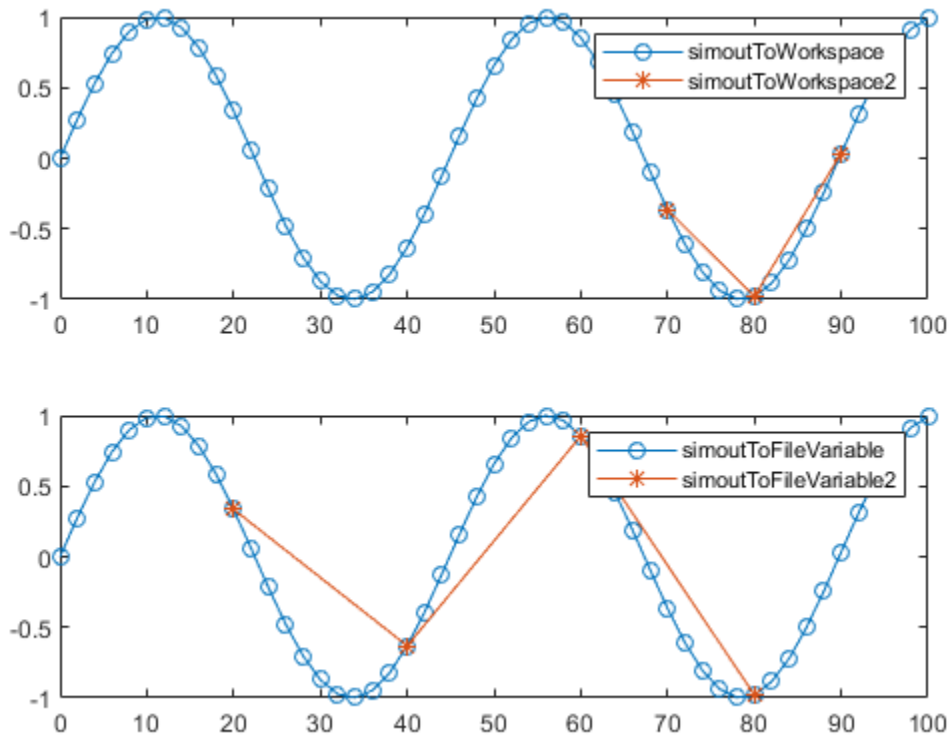 1
simoutToWorkspace
simoutToWorkspace2
0.5
0
-0.5
-1
0 10 20 30 40 50 60 70 80 90 100
1
simoutToFileVariable
simoutToFileVariable2
0.5
0
-0.5
-1
0 10 20 30 40 50 60 70 80 90 100